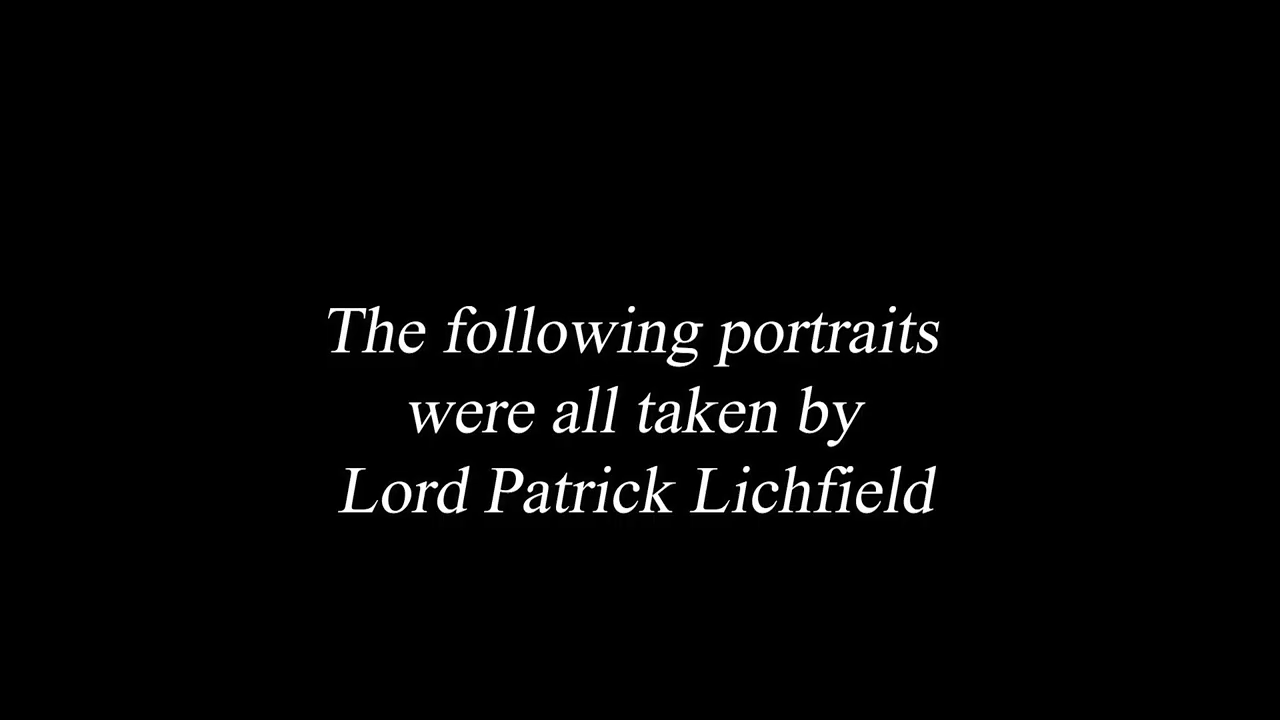 The following portraits
were all taken by
Lord Patrick Lichfield